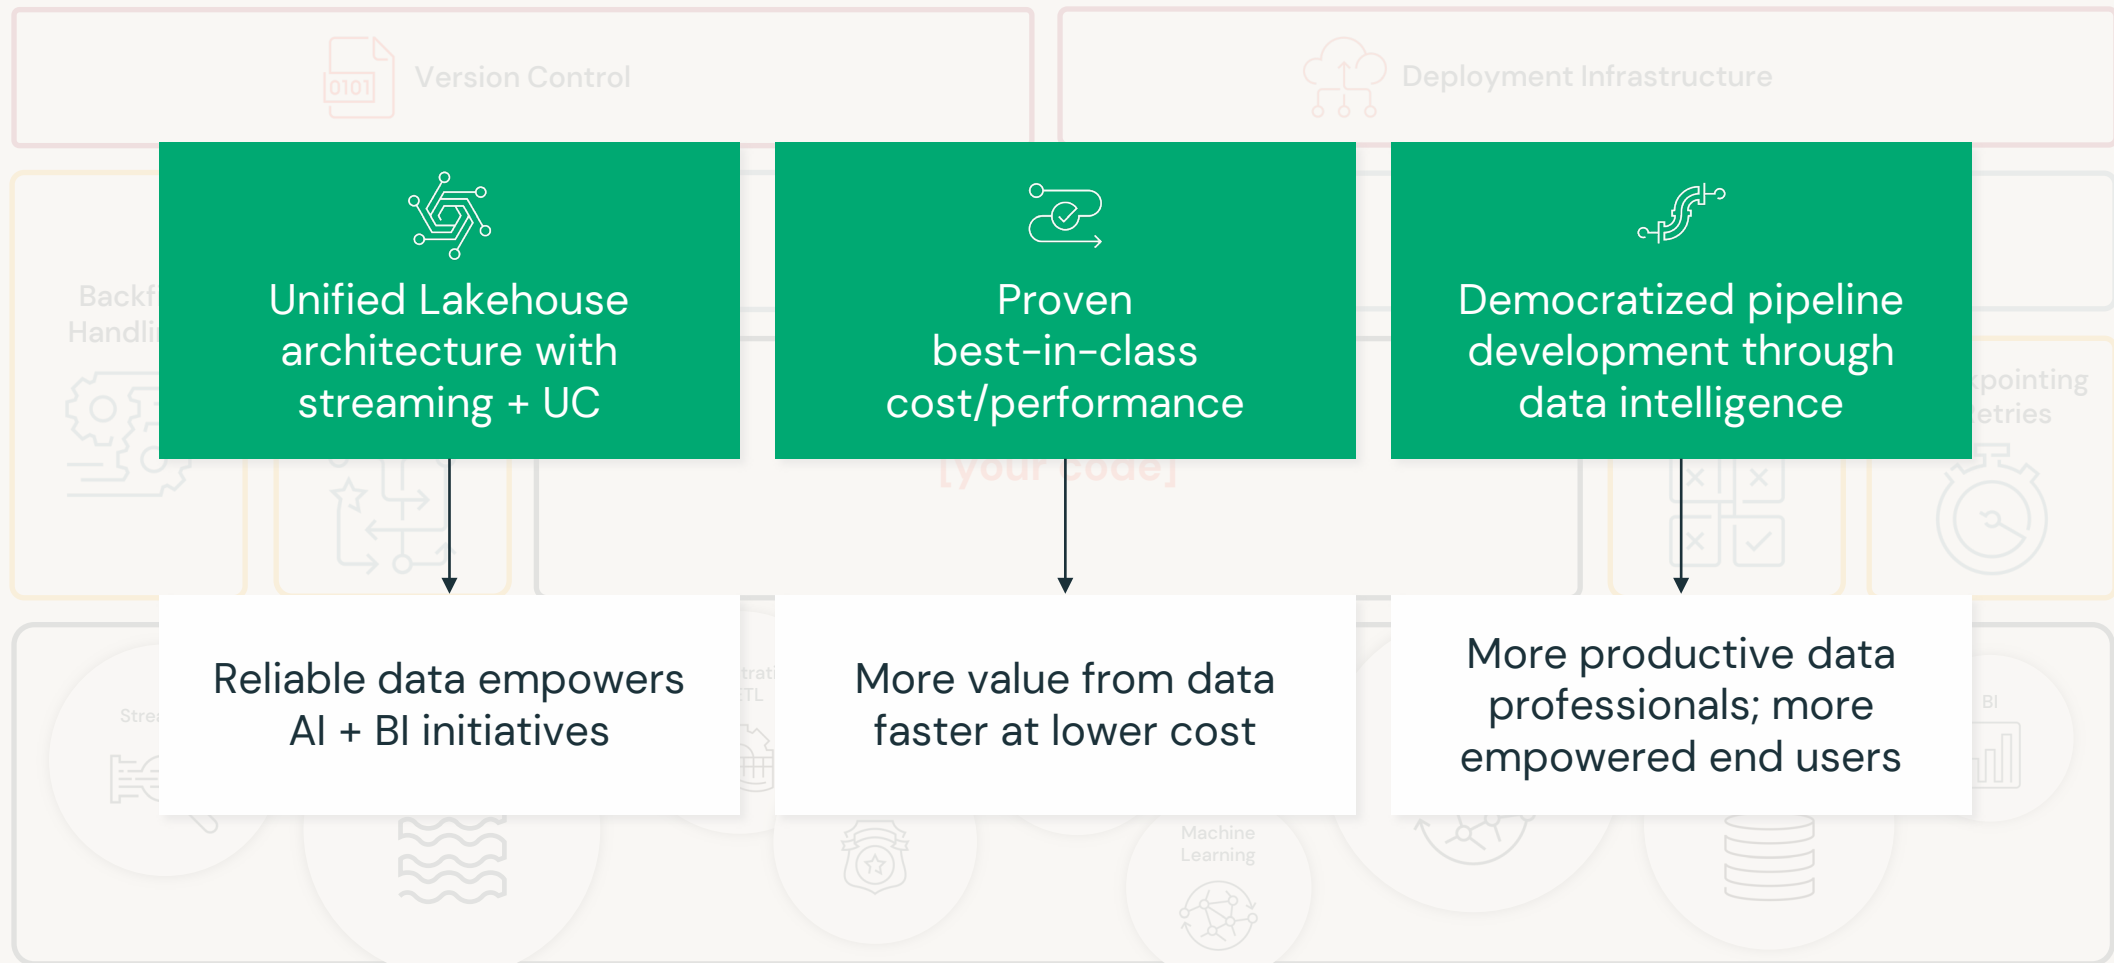 Version Control
Deployment Infrastructure
0101
Unified Lakehouse
architecture with
streaming + UC
Proven
best-in-class
cost/performance
Democratized pipeline
development through
data intelligence
[your code]
Reliable data empowers
AI + BI initiatives
More value from data
faster at lower cost
More productive data
professionals; more
empowered end users
BI
Machine
Learning